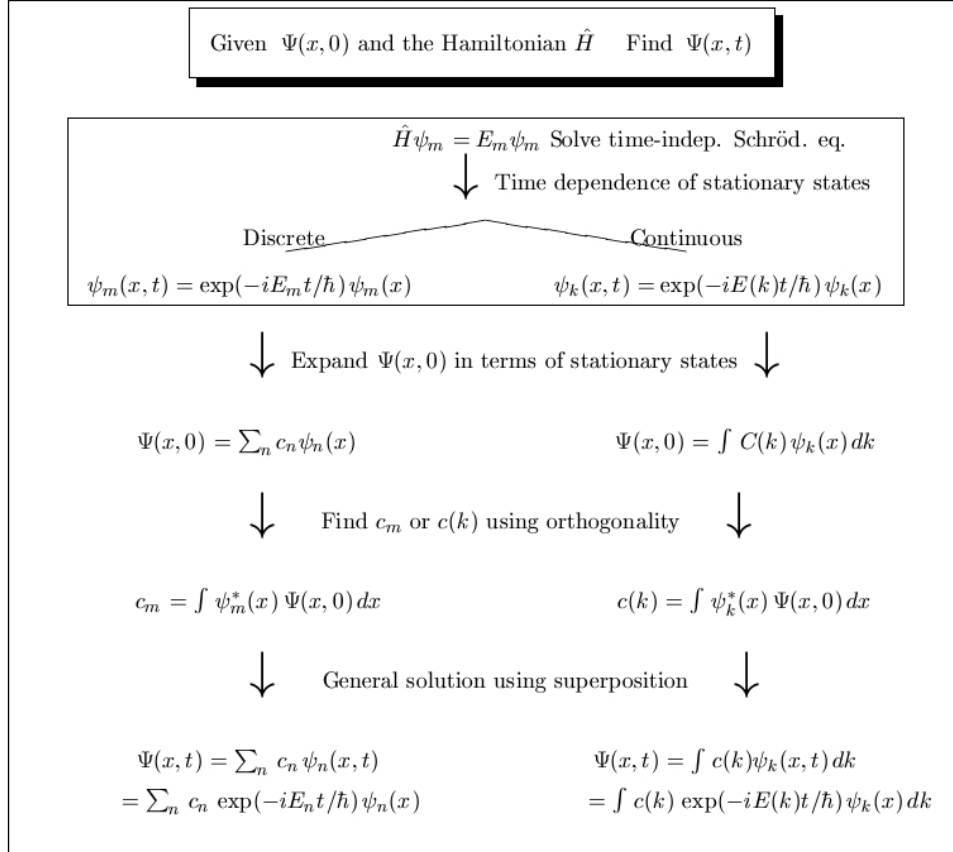 Given Ψ(x, 0) and the Hamiltonian Ĥ Find Ψ(x, t)
Ĥψ_m = E_mψ_m Solve time-indep. Schröd. eq.
Time dependence of stationary states
Discrete Continuous
ψ_m(x, t) = exp(−iE_mt/ħ) ψ_m(x) ψ_k(x, t) = exp(−iE(k)t/ħ) ψ_k(x)
Expand Ψ(x, 0) in terms of stationary states
Ψ(x, 0) = ∑_n c_n ψ_n(x) Ψ(x, 0) = ∫ C(k) ψ_k(x) dk
Find c_m or c(k) using orthogonality
c_m = ∫ ψ*_m(x) Ψ(x, 0) dx c(k) = ∫ ψ*_k(x) Ψ(x, 0) dx
General solution using superposition
Ψ(x, t) = ∑_n c_n ψ_n(x, t) Ψ(x, t) = ∫ c(k)ψ_k(x, t) dk
= ∑_n c_n exp(−iE_nt/ħ) ψ_n(x) = ∫ c(k) exp(−iE(k)t/ħ) ψ_k(x) dk